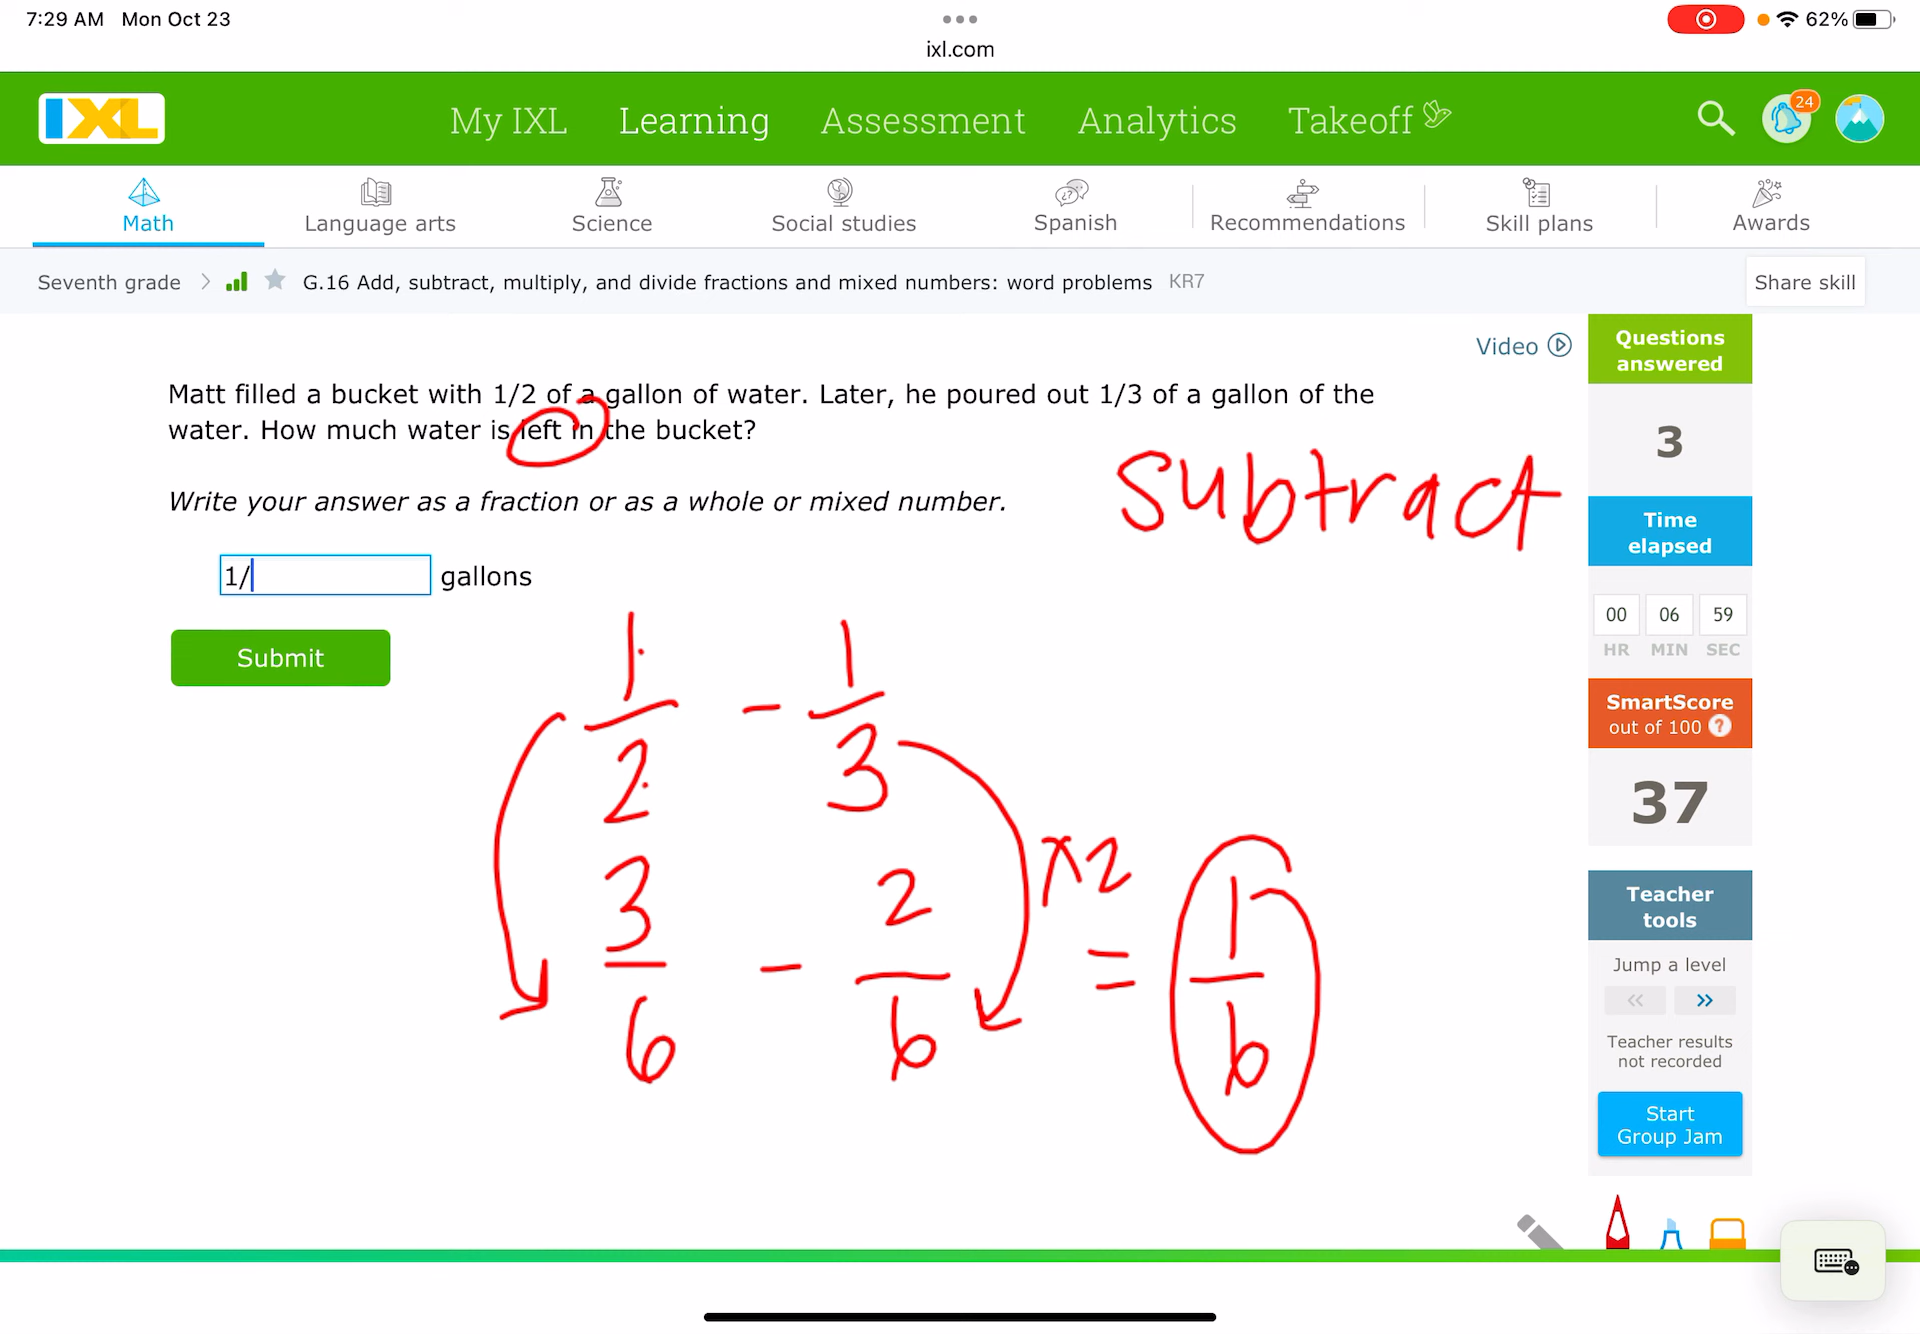 7:29 AM Mon Oct 23
62%
ixl.com
IXL
My IXL Learning Assessment Analytics Takeoff
24
Math Language arts Science Social studies Spanish Recommendations Skill plans Awards
Seventh grade > G.16 Add, subtract, multiply, and divide fractions and mixed numbers: word problems KR7
Share skill
Video
Matt filled a bucket with 1/2 of a gallon of water. Later, he poured out 1/3 of a gallon of the
water. How much water is left in the bucket?
subtract
Write your answer as a fraction or as a whole or mixed number.
1/ gallons
Submit
1/2 - 1/3
×2
3/6 - 2/6 = 1/6
Questions
answered
3
Time
elapsed
00 06 59
HR MIN SEC
SmartScore
out of 100 ?
37
Teacher
tools
Jump a level
<< >>
Teacher results
not recorded
Start
Group Jam